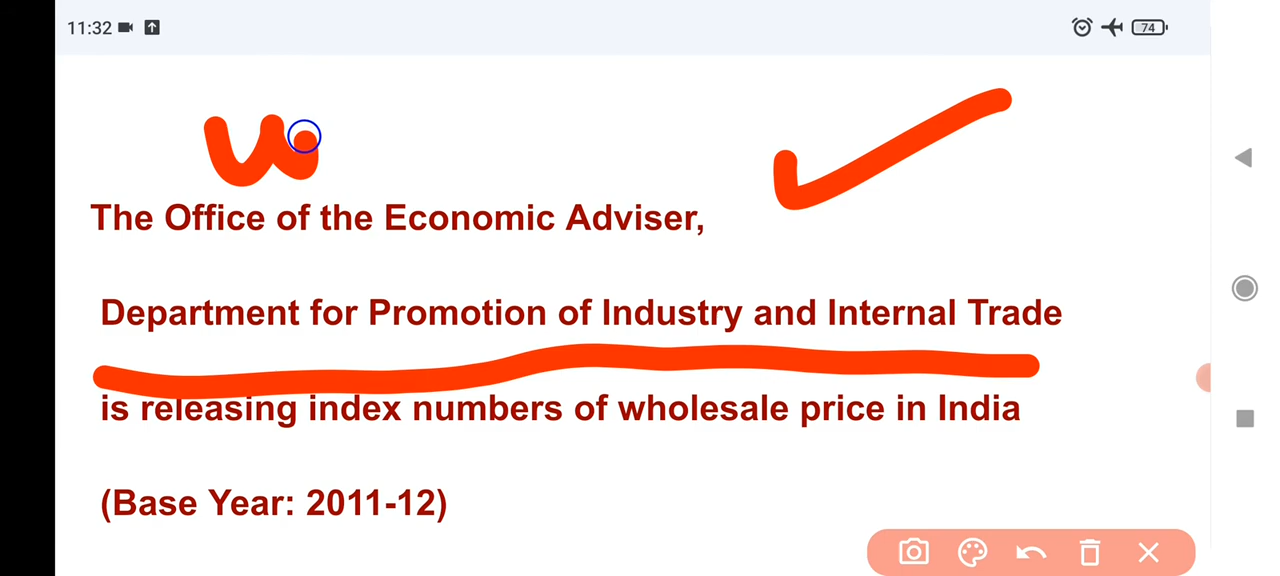 11:32
74
The Office of the Economic Adviser,
Department for Promotion of Industry and Internal Trade
is releasing index numbers of wholesale price in India
(Base Year: 2011-12)